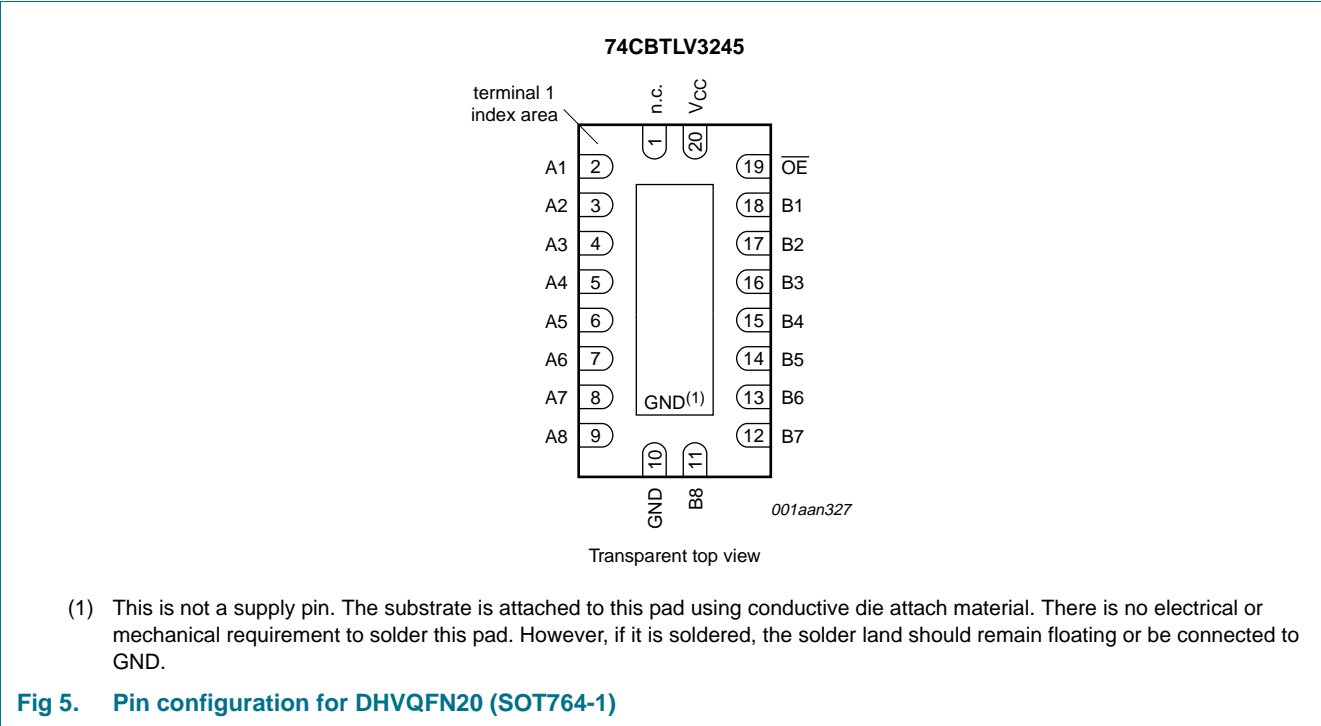 74CBTLV3245
terminal 1
index area
n.c.
VCC
1
20
A1 2 19 OE
A2 3 18 B1
A3 4 17 B2
A4 5 16 B3
A5 6 15 B4
A6 7 14 B5
A7 8 GND(1) 13 B6
A8 9 12 B7
10 11
GND B8
001aan327
Transparent top view
(1) This is not a supply pin. The substrate is attached to this pad using conductive die attach material. There is no electrical or
mechanical requirement to solder this pad. However, if it is soldered, the solder land should remain floating or be connected to
GND.
Fig 5. Pin configuration for DHVQFN20 (SOT764-1)